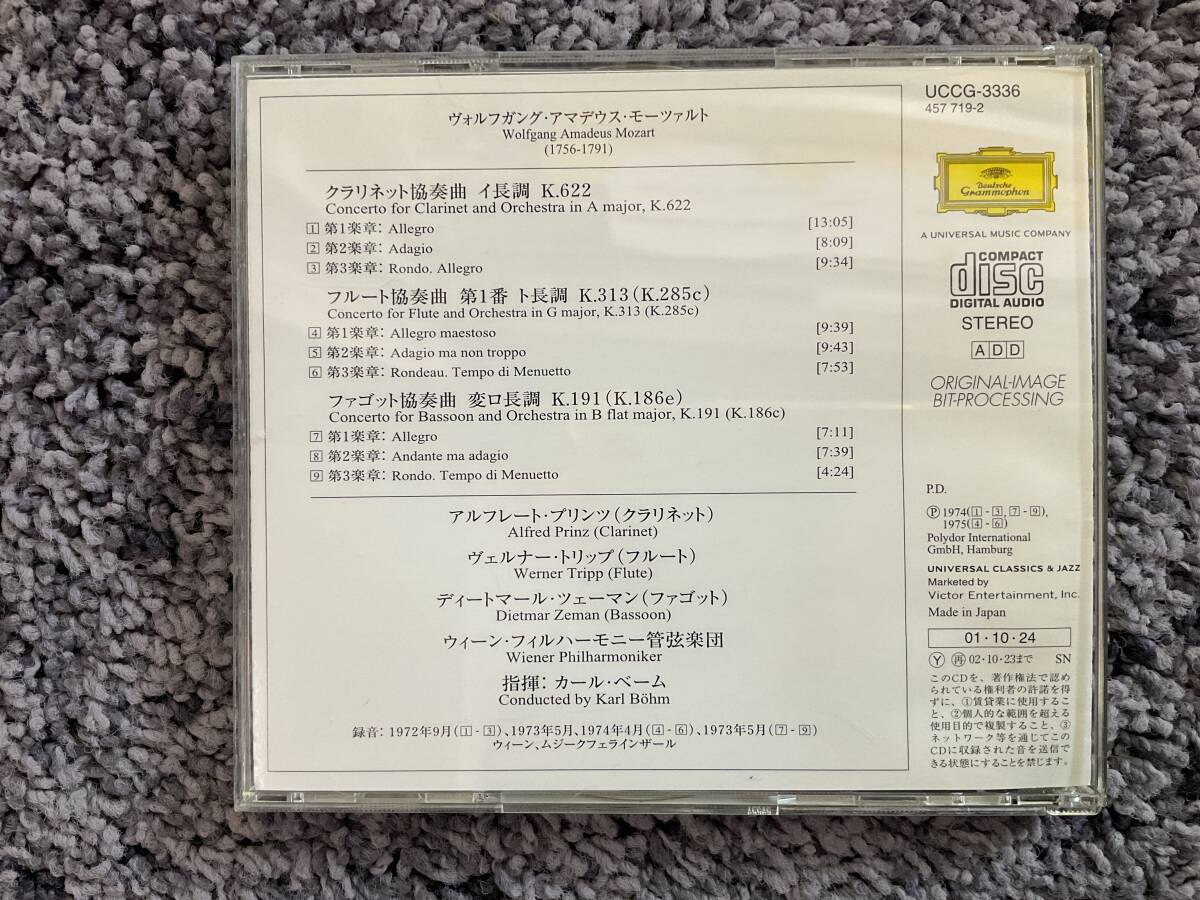 ヴォルフガング・アマデウス・モーツァルト
Wolfgang Amadeus Mozart
(1756-1791)
クラリネット協奏曲 イ長調 K.622
Concerto for Clarinet and Orchestra in A major, K.622
1 第1楽章: Allegro [13:05]
2 第2楽章: Adagio [8:09]
3 第3楽章: Rondo. Allegro [9:34]
フルート協奏曲 第1番 ト長調 K.313(K.285c)
Concerto for Flute and Orchestra in G major, K.313 (K.285c)
4 第1楽章: Allegro maestoso [9:39]
5 第2楽章: Adagio ma non troppo [9:43]
6 第3楽章: Rondeau. Tempo di Menuetto [7:53]
ファゴット協奏曲 変ロ長調 K.191(K.186e)
Concerto for Bassoon and Orchestra in B flat major, K.191 (K.186c)
7 第1楽章: Allegro [7:11]
8 第2楽章: Andante ma adagio [7:39]
9 第3楽章: Rondo. Tempo di Menuetto [4:24]
アルフレート・プリンツ(クラリネット)
Alfred Prinz (Clarinet)
ヴェルナー・トリップ(フルート)
Werner Tripp (Flute)
ディートマール・ツェーマン(ファゴット)
Dietmar Zeman (Bassoon)
ウィーン・フィルハーモニー管弦楽団
Wiener Philharmoniker
指揮: カール・ベーム
Conducted by Karl Böhm
録音: 1972年9月(1-3)、1973年5月、1974年4月(4-6)、1973年5月(7-9)
ウィーン、ムジークフェラインザール
UCCG-3336
457 719-2
Deutsche
Grammophon
A UNIVERSAL MUSIC COMPANY
COMPACT
disc
DIGITAL AUDIO
STEREO
ADD
ORIGINAL-IMAGE
BIT-PROCESSING
P.D.
Ⓟ 1974(1-3, 7-9),
1975(4-6)
Polydor International
GmbH, Hamburg
UNIVERSAL CLASSICS & JAZZ
Marketed by
Victor Entertainment, Inc.
Made in Japan
01・10・24
Ⓨ 再 02・10・23まで SN
このCDを、著作権法で認め
られている権利者の許諾を得
ずに、①賃貸業に使用するこ
と、②個人的な範囲を超える
使用目的で複製すること、③
ネットワーク等を通じてこの
CDに収録された音を送信で
きる状態にすることを禁じます。